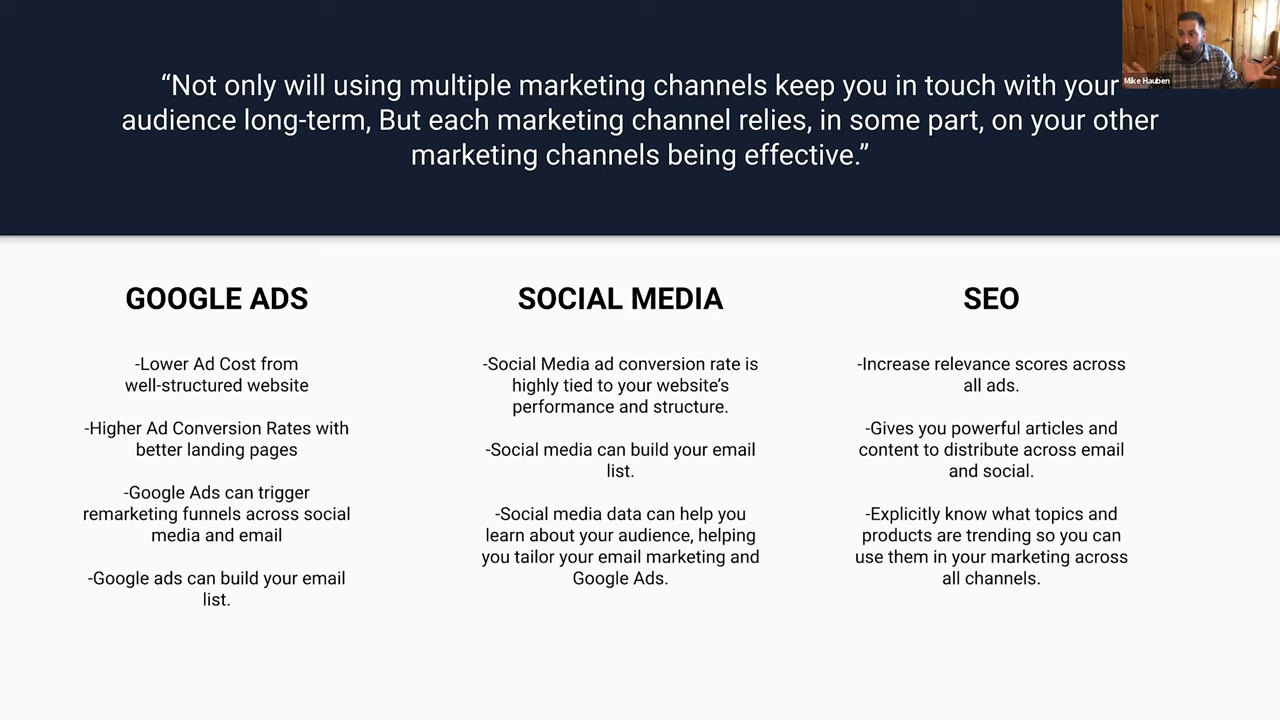 “Not only will using multiple marketing channels keep you in touch with your
audience long-term, But each marketing channel relies, in some part, on your other
marketing channels being effective.”
Mike Hauben
GOOGLE ADS
-Lower Ad Cost from
well-structured website
-Higher Ad Conversion Rates with
better landing pages
-Google Ads can trigger
remarketing funnels across social
media and email
-Google ads can build your email
list.
SOCIAL MEDIA
-Social Media ad conversion rate is
highly tied to your website’s
performance and structure.
-Social media can build your email
list.
-Social media data can help you
learn about your audience, helping
you tailor your email marketing and
Google Ads.
SEO
-Increase relevance scores across
all ads.
-Gives you powerful articles and
content to distribute across email
and social.
-Explicitly know what topics and
products are trending so you can
use them in your marketing across
all channels.